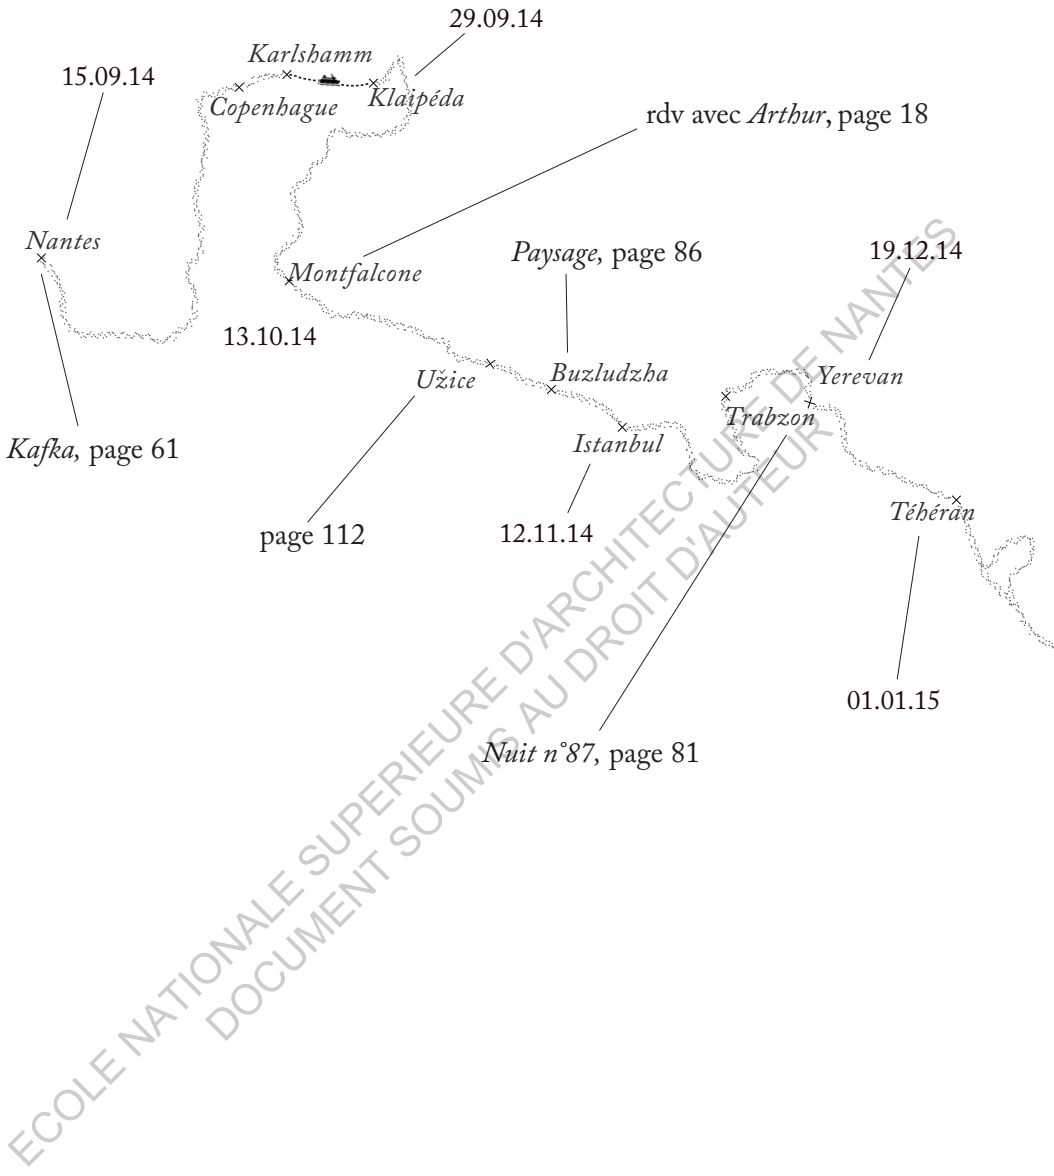 29.09.14
Karlshamm
15.09.14
Klaipéda
Copenhague
rdv avec Arthur, page 18
Nantes
Paysage, page 86
19.12.14
Montfalcone
13.10.14
Užice
Buzludzha
Yerevan
Trabzon
Istanbul
Kafka, page 61
Téhéran
page 112
12.11.14
01.01.15
Nuit n°87, page 81
ECOLE NATIONALE SUPERIEURE D'ARCHITECTURE DE NANTES
DOCUMENT SOUMIS AU DROIT D'AUTEUR